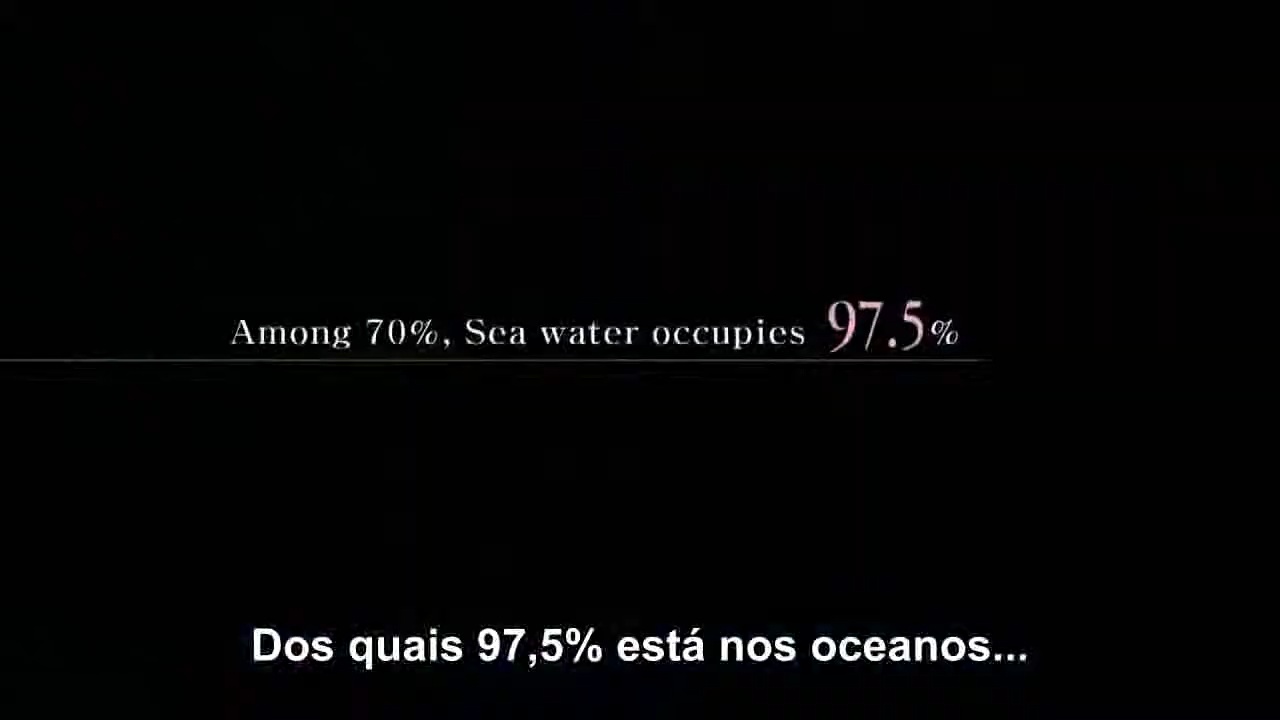 Among 70%, Sea water occupies 97.5%
Dos quais 97,5% está nos oceanos...